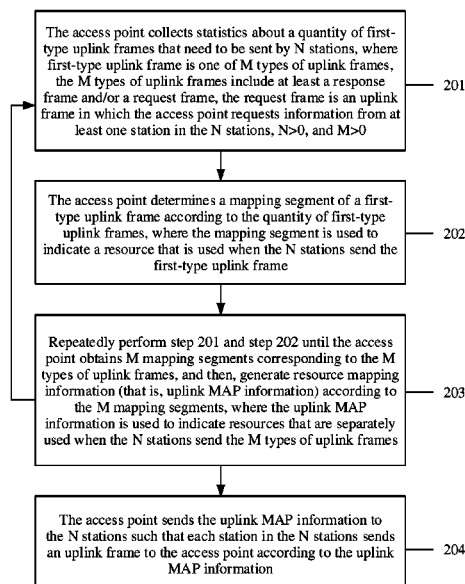 The access point collects statistics about a quantity of first-
type uplink frames that need to be sent by N stations, where
first-type uplink frame is one of M types of uplink frames,
the M types of uplink frames include at least a response
frame and/or a request frame, the request frame is an uplink
frame in which the access point requests information from at
least one station in the N stations, N>0, and M>0
201
The access point determines a mapping segment of a first-
type uplink frame according to the quantity of first-type
uplink frames, where the mapping segment is used to
indicate a resource that is used when the N stations send the
first-type uplink frame
202
Repeatedly perform step 201 and step 202 until the access
point obtains M mapping segments corresponding to the M
types of uplink frames, and then, generate resource mapping
information (that is, uplink MAP information) according to
the M mapping segments, where the uplink MAP
information is used to indicate resources that are separately
used when the N stations send the M types of uplink frames
203
The access point sends the uplink MAP information to
the N stations such that each station in the N stations sends
an uplink frame to the access point according to the uplink
MAP information
204